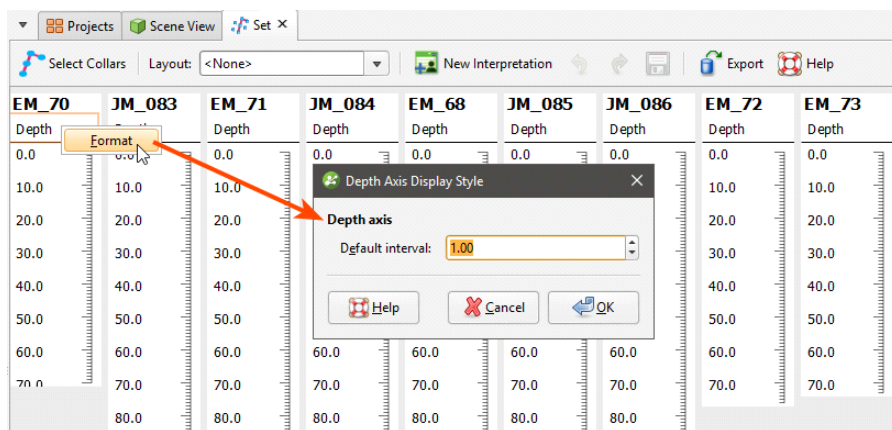 Projects Scene View Set
Select Collars Layout: <None> New Interpretation Export Help
EM_70 JM_083 EM_71 JM_084 EM_68 JM_085 JM_086 EM_72 EM_73
Depth Depth Depth Depth Depth Depth Depth Depth
Format
0.0 0.0 0.0 0.0 0.0 0.0 0.0 0.0 0.0
Depth Axis Display Style
10.0 10.0 10.0 10.0 10.0
20.0 20.0 20.0 20.0 20.0
Depth axis
30.0 30.0 30.0 30.0 30.0
Default interval: 1.00
40.0 40.0 40.0 40.0 40.0
50.0 50.0 50.0 50.0 50.0
Help Cancel OK
60.0 60.0 60.0 60.0 60.0 60.0 60.0 60.0 60.0
70.0 70.0 70.0 70.0 70.0 70.0 70.0 70.0 70.0
80.0 80.0 80.0 80.0 80.0 80.0